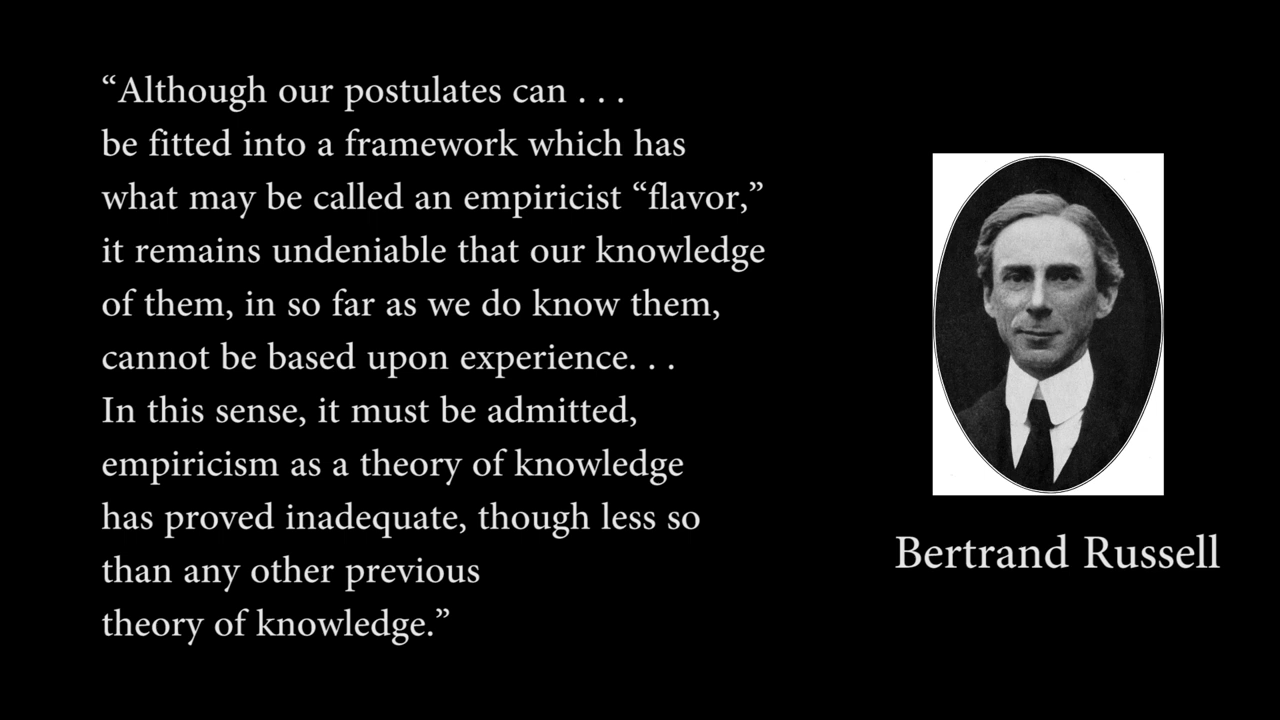 “Although our postulates can . . .
be fitted into a framework which has
what may be called an empiricist “flavor,”
it remains undeniable that our knowledge
of them, in so far as we do know them,
cannot be based upon experience. . .
In this sense, it must be admitted,
empiricism as a theory of knowledge
has proved inadequate, though less so
than any other previous
theory of knowledge.”
Bertrand Russell